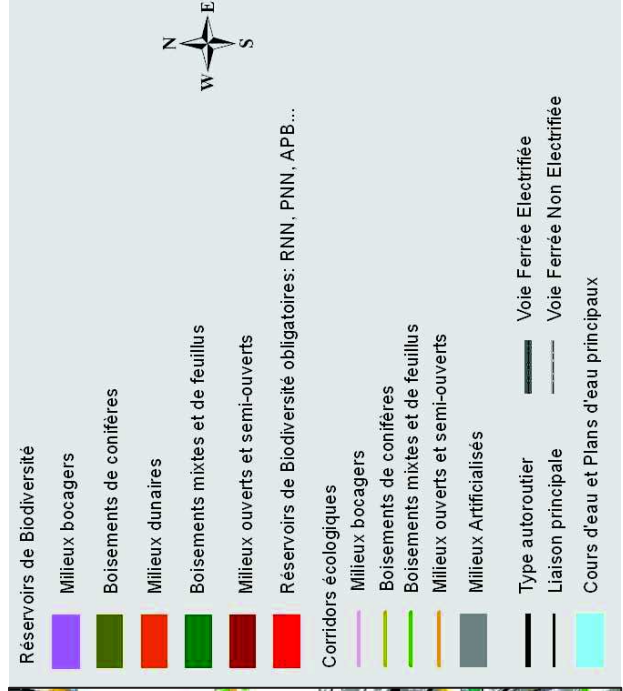 Réservoirs de Biodiversité
Milieux bocagers
Boisements de conifères
Milieux dunaires
Boisements mixtes et de feuillus
Milieux ouverts et semi-ouverts
Réservoirs de Biodiversité obligatoires: RNN, PNN, APB...
Corridors écologiques
Milieux bocagers
Boisements de conifères
Boisements mixtes et de feuillus
Milieux ouverts et semi-ouverts
Milieux Artificialisés
Type autoroutier
Voie Ferrée Electrifiée
Liaison principale
Voie Ferrée Non Electrifiée
Cours d'eau et Plans d'eau principaux
N
W
E
S